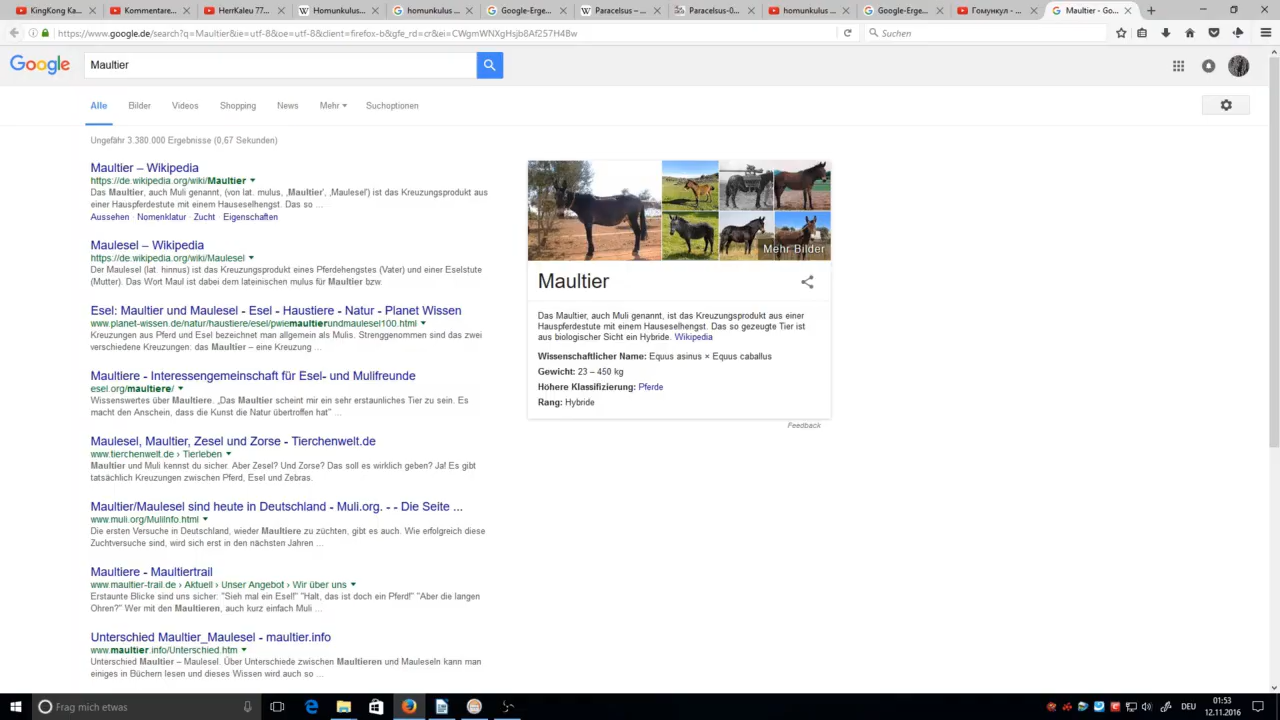 KingKong Ka...
Homunkulus ...
HerrKaleu 77...
Homunkulus...
homunkulus ...
Google-Erge...
Paracelsus – ...
Paracelsus-D...
homunkulus ...
Google-Erge...
Гомункул - ...
Maultier - Go...
https://www.google.de/search?q=Maultier&ie=utf-8&oe=utf-8&client=firefox-b&gfe_rd=cr&ei=CWgmWNXgHsjb8Af257H4Bw
Suchen
Google
Maultier
Alle Bilder Videos Shopping News Mehr Suchoptionen
Ungefähr 3.380.000 Ergebnisse (0,67 Sekunden)
Maultier – Wikipedia
https://de.wikipedia.org/wiki/Maultier
Das Maultier, auch Muli genannt, (von lat. mulus, ‚Maultier', ‚Maulesel') ist das Kreuzungsprodukt aus
einer Hauspferdestute mit einem Hauseselhengst. Das so ...
Aussehen · Nomenklatur · Zucht · Eigenschaften
Maulesel – Wikipedia
https://de.wikipedia.org/wiki/Maulesel
Der Maulesel (lat. hinnus) ist das Kreuzungsprodukt eines Pferdehengstes (Vater) und einer Eselstute
(Mutter). Das Wort Maul ist dabei dem lateinischen mulus für Maultier bzw.
Esel: Maultier und Maulesel - Esel - Haustiere - Natur - Planet Wissen
www.planet-wissen.de/natur/haustiere/esel/pwiemaultierundmaulesel100.html
Kreuzungen aus Pferd und Esel bezeichnet man allgemein als Mulis. Strenggenommen sind das zwei
verschiedene Kreuzungen: das Maultier – eine Kreuzung ...
Maultiere - Interessengemeinschaft für Esel- und Mulifreunde
esel.org/maultiere/
Wissenswertes über Maultiere. „Das Maultier scheint mir ein sehr erstaunliches Tier zu sein. Es
macht den Anschein, dass die Kunst die Natur übertroffen hat" ...
Maulesel, Maultier, Zesel und Zorse - Tierchenwelt.de
www.tierchenwelt.de › Tierleben
Maultier und Muli kennst du sicher. Aber Zesel? Und Zorse? Das soll es wirklich geben? Ja! Es gibt
tatsächlich Kreuzungen zwischen Pferd, Esel und Zebras.
Maultier/Maulesel sind heute in Deutschland - Muli.org. - - Die Seite ...
www.muli.org/MuliInfo.html
Die ersten Versuche in Deutschland, wieder Maultiere zu züchten, gibt es auch. Wie erfolgreich diese
Zuchtversuche sind, wird sich erst in den nächsten Jahren ...
Maultiere - Maultiertrail
www.maultier-trail.de › Aktuell › Unser Angebot › Wir über uns
Erstaunte Blicke sind uns sicher: "Sieh mal ein Esel!" "Halt, das ist doch ein Pferd!" "Aber die langen
Ohren?" Wer mit den Maultieren, auch kurz einfach Muli ...
Unterschied Maultier_Maulesel - maultier.info
www.maultier.info/Unterschied.htm
Unterschied Maultier – Maulesel. Über Unterschiede zwischen Maultieren und Mauleseln kann man
einiges in Büchern lesen und dieses Wissen wird auch so ...
Mehr Bilder
Maultier
Das Maultier, auch Muli genannt, ist das Kreuzungsprodukt aus einer
Hauspferdestute mit einem Hauseselhengst. Das so gezeugte Tier ist
aus biologischer Sicht ein Hybride. Wikipedia
Wissenschaftlicher Name: Equus asinus × Equus caballus
Gewicht: 23 – 450 kg
Höhere Klassifizierung: Pferde
Rang: Hybride
Feedback
Frag mich etwas
DEU
01:53
12.11.2016